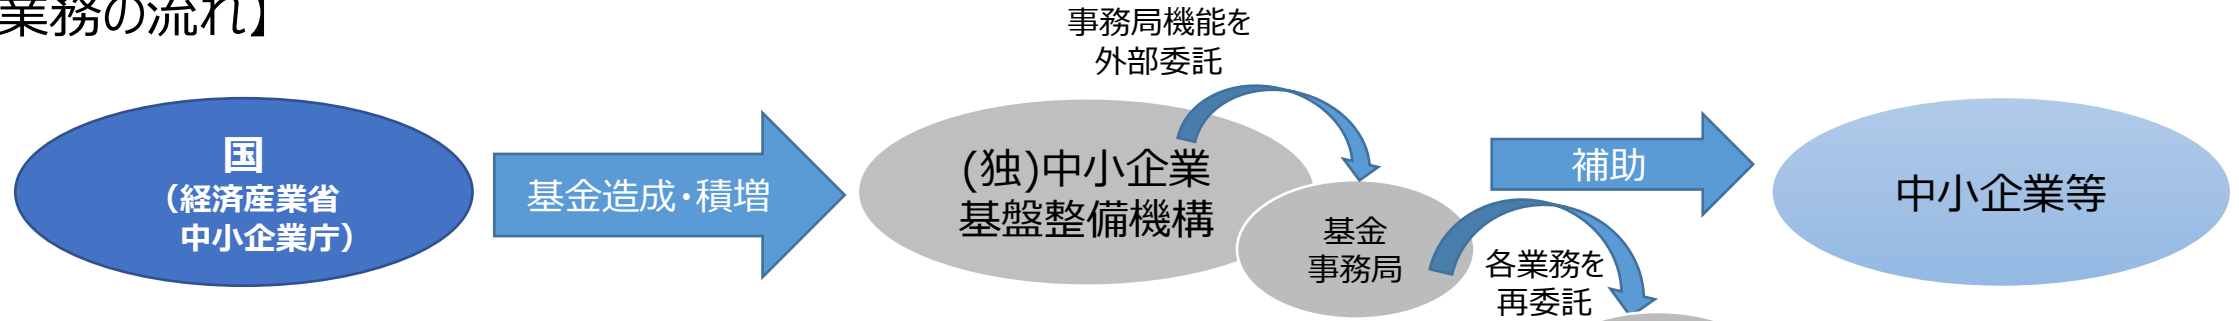 業務の流れ】
国
（経済産業省
中小企業庁）
基金造成・積増
事務局機能を
外部委託
(独)中小企業
基盤整備機構
基金
事務局
補助
各業務を
再委託
中小企業等